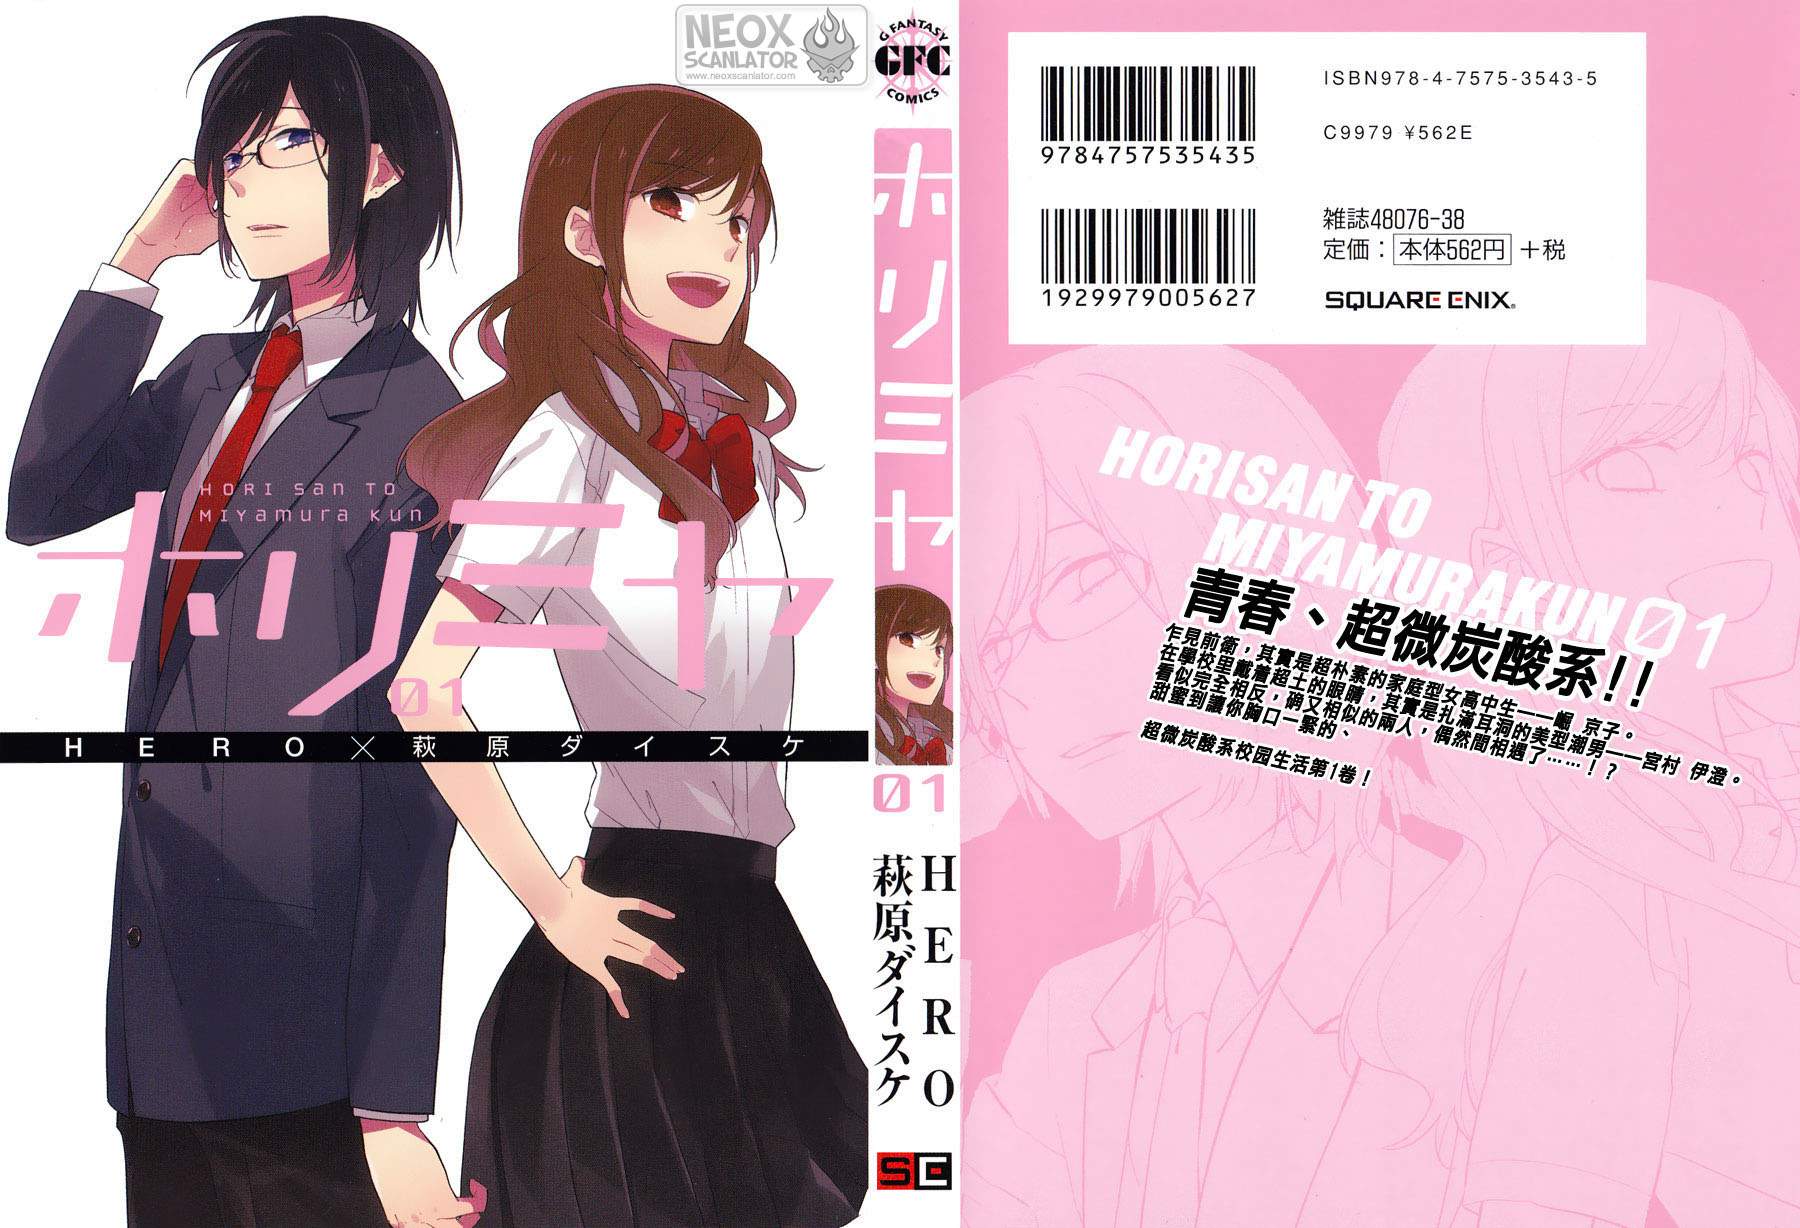 NEOX
SCANLATOR
www.neoxscanlator.com
HORI san TO
MIYamura Kun
ホリミヤ
01
HERO×萩原ダイスケ
G FANTASY
GFC
COMICS
ホリミヤ
01
HERO
萩原ダイスケ
SE
ISBN978-4-7575-3543-5
C9979 ¥562E
9784757535435
雑誌48076-38
定価：本体562円+税
1929979005627
SQUARE ENIX®
HORISAN TO
MIYAMURAKUN 01
青春、超微炭酸系!!
乍見前衛，其實是超朴素的家庭型女高中生——崛 京子。
在學校里戴着超土的眼睛，其實是扎滿耳洞的美型潮男——宮村 伊澄。
看似完全相反，确又相似的兩人，偶然間相遇了……！？
甜蜜到讓你胸口一緊的、
超微炭酸系校园生活第1卷！